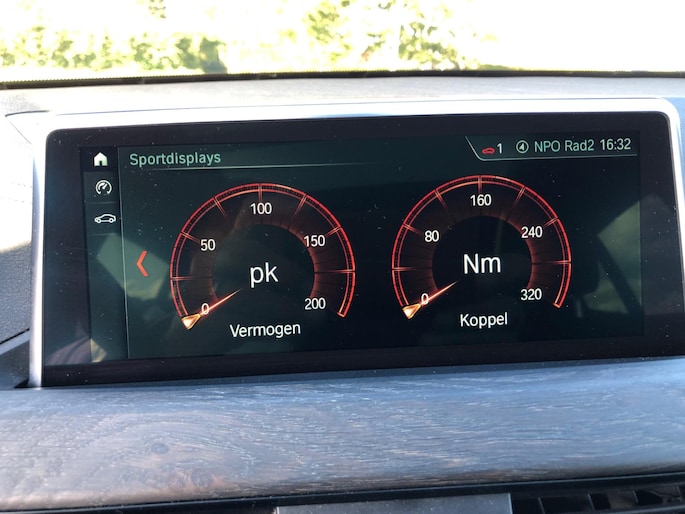 Sportdisplays
1 NPO Rad2 16:32
0 50 100 150 200
pk
Vermogen
0 80 160 240 320
Nm
Koppel